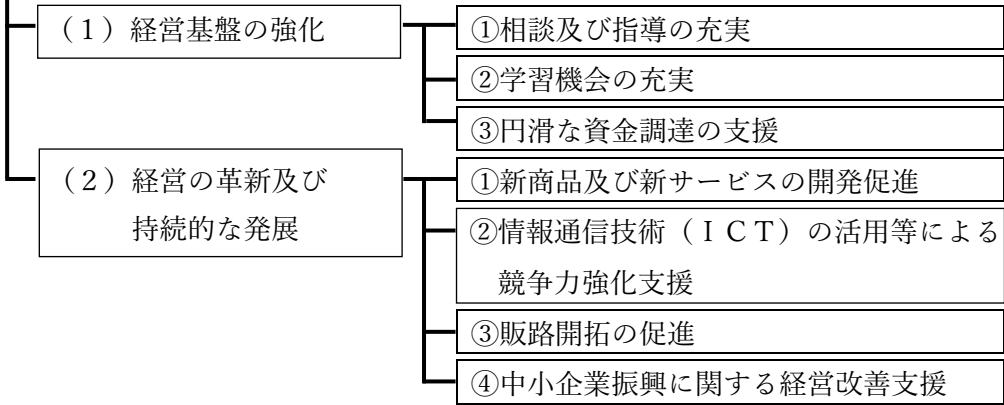 （１）経営基盤の強化
①相談及び指導の充実
②学習機会の充実
③円滑な資金調達の支援
（２）経営の革新及び
持続的な発展
①新商品及び新サービスの開発促進
②情報通信技術（ＩＣＴ）の活用等による
競争力強化支援
③販路開拓の促進
④中小企業振興に関する経営改善支援